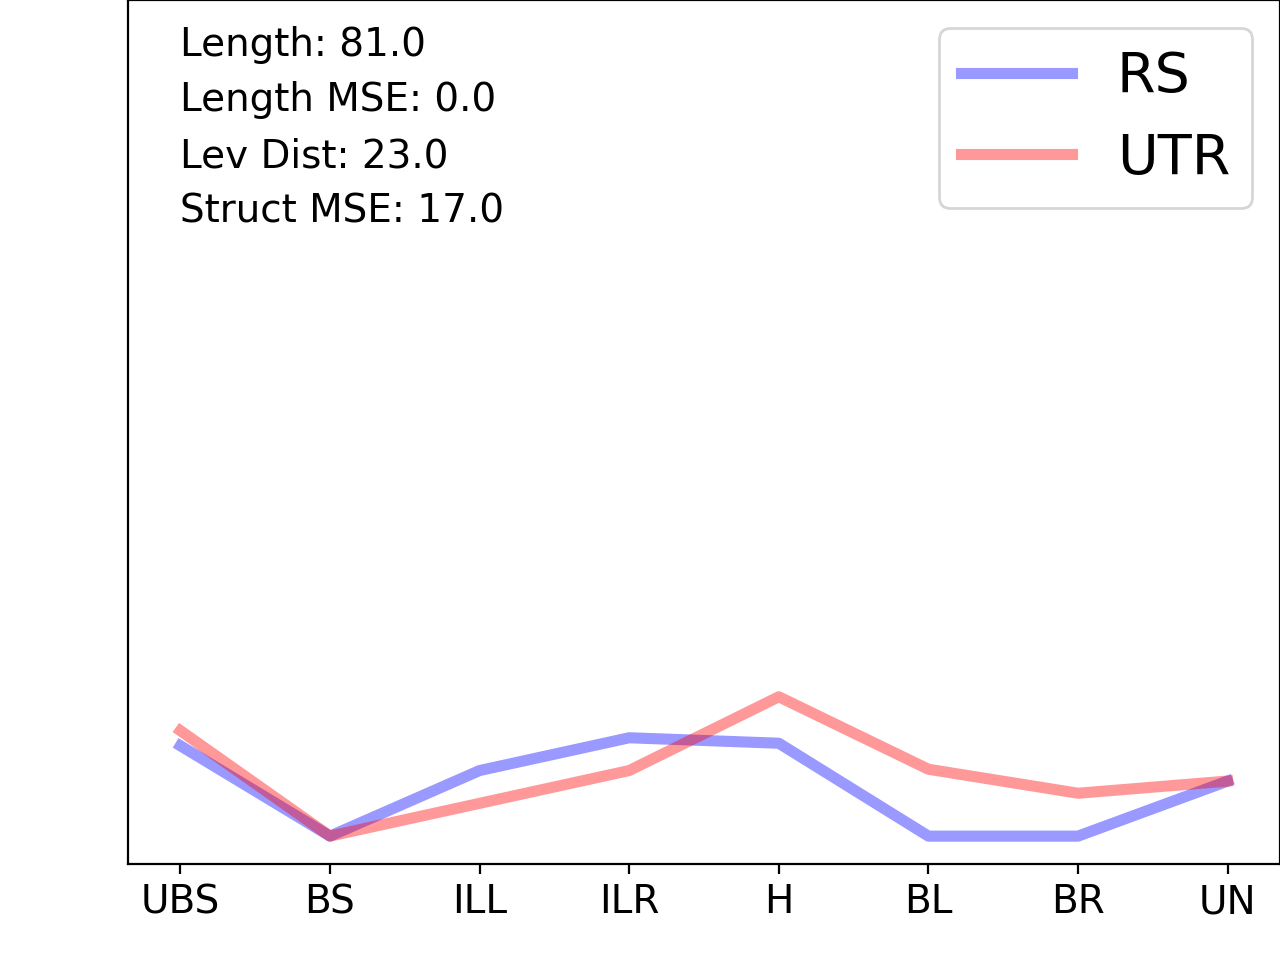 Length: 81.0
Length MSE: 0.0
Lev Dist: 23.0
Struct MSE: 17.0
RS
UTR
UBS BS ILL ILR H BL BR UN